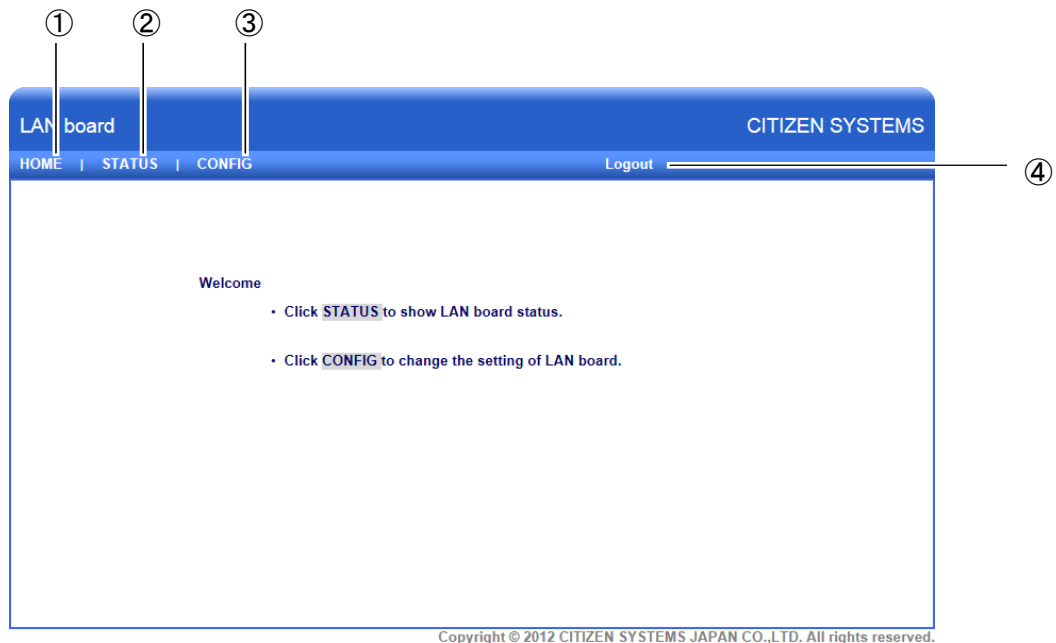 ① ② ③
LAN board CITIZEN SYSTEMS
HOME | STATUS | CONFIG Logout ④
Welcome
• Click STATUS to show LAN board status.
• Click CONFIG to change the setting of LAN board.
Copyright © 2012 CITIZEN SYSTEMS JAPAN CO.,LTD. All rights reserved.